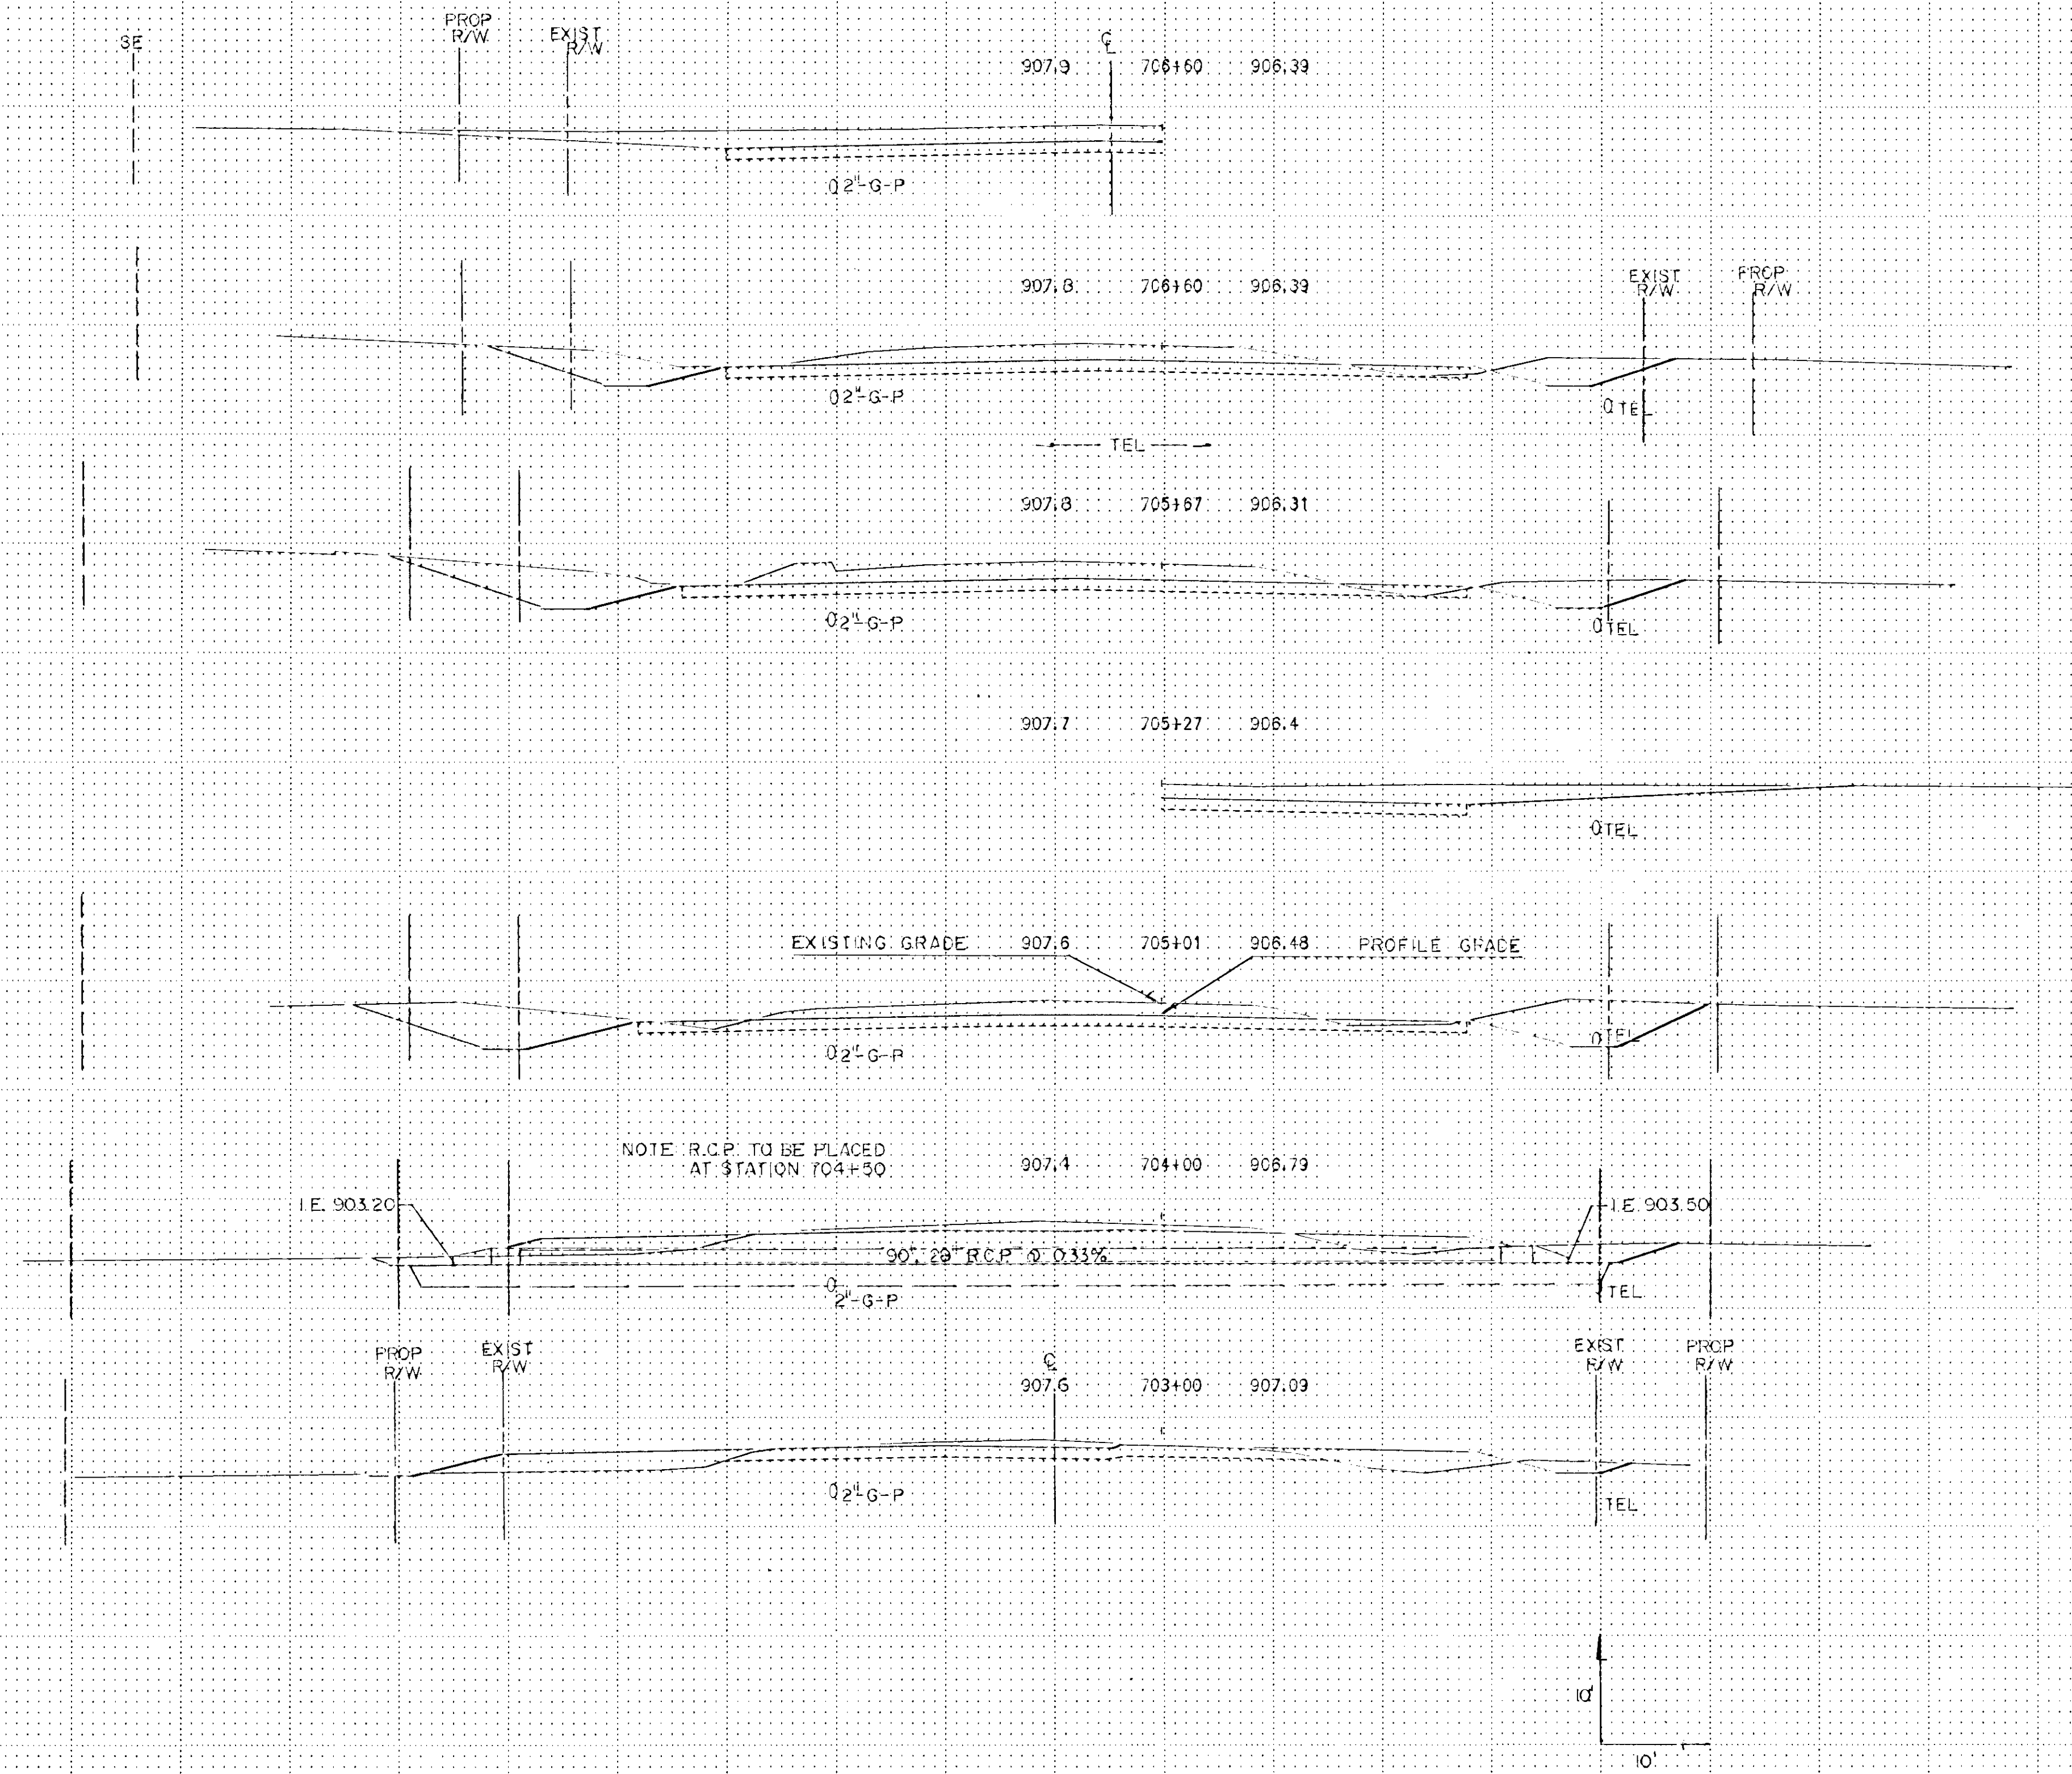 PROP
R/W
EXIST
R/W
SE
℄
907.9 706+60 906.39
2"-G-P
907.8 706+60 906.39
EXIST
R/W
PROP
R/W
2"-G-P
TEL
TEL
907.8 705+67 906.31
2"-G-P
TEL
907.7 705+27 906.4
TEL
EXISTING GRADE 907.6 705+01 906.48 PROFILE GRADE
TEL
2"-G-P
NOTE: R.C.P. TO BE PLACED
AT STATION 704+50
907.4 704+00 906.79
I.E. 903.20
I.E. 903.50
R.C.P. @ 0.33%
2"-G-P
TEL
PROP
R/W
EXIST
R/W
℄
907.6 703+00 907.09
EXIST
R/W
PROP
R/W
2"-G-P
TEL
10'
10'